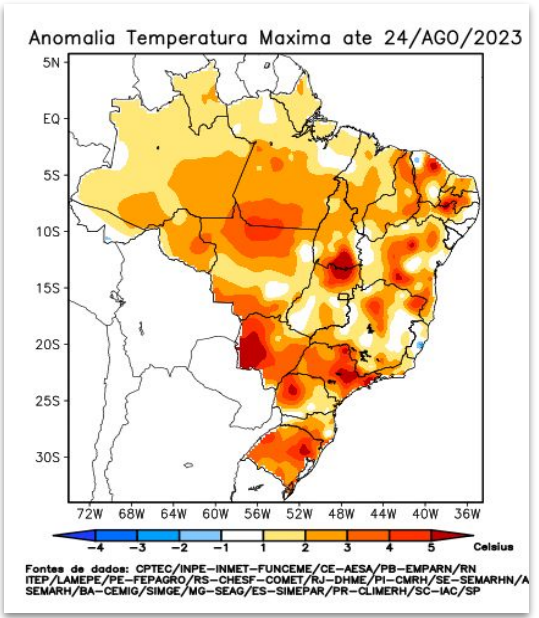 Anomalia Temperatura Maxima ate 24/AGO/2023
5N
EQ
5S
10S
15S
20S
25S
30S
72W 68W 64W 60W 56W 52W 48W 44W 40W 36W
−4 −3 −2 −1 1 2 3 4 5 Celsius
Fontes de dados: CPTEC/INPE−INMET−FUNCEME/CE−AESA/PB−EMPARN/RN
ITEP/LAMEPE/PE−FEPAGRO/RS−CHESF−COMET/RJ−DHME/PI−CMRH/SE−SEMARHN/A
SEMARH/BA−CEMIG/SIMGE/MG−SEAG/ES−SIMEPAR/PR−CLIMERH/SC−IAC/SP